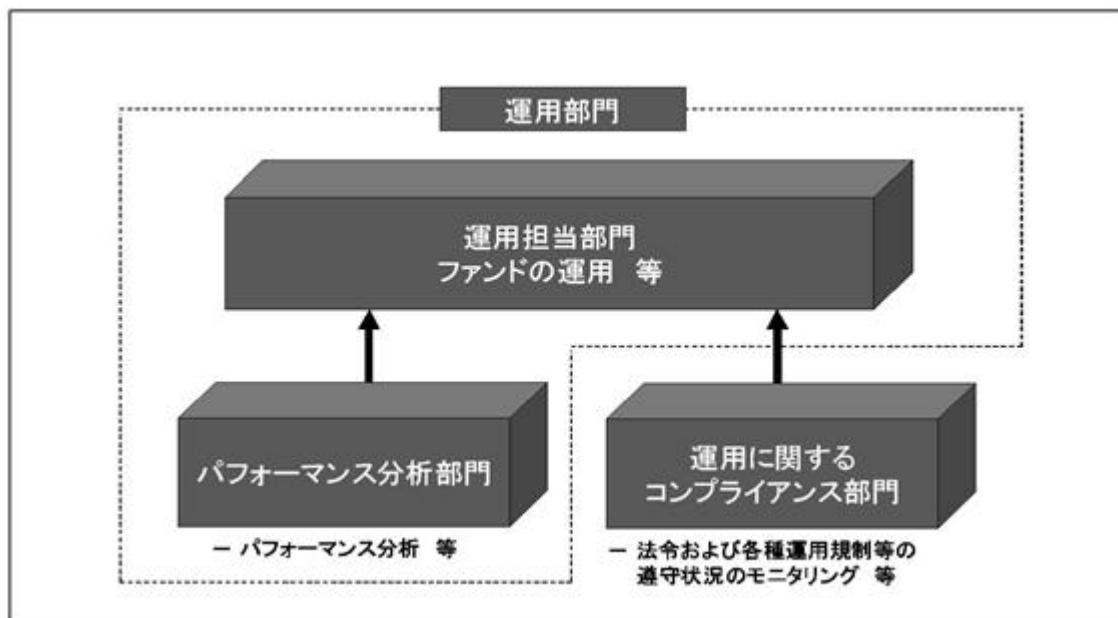 運用部門
運用担当部門
ファンドの運用 等
パフォーマンス分析部門
運用に関する
コンプライアンス部門
- パフォーマンス分析 等
- 法令および各種運用規制等の
遵守状況のモニタリング 等